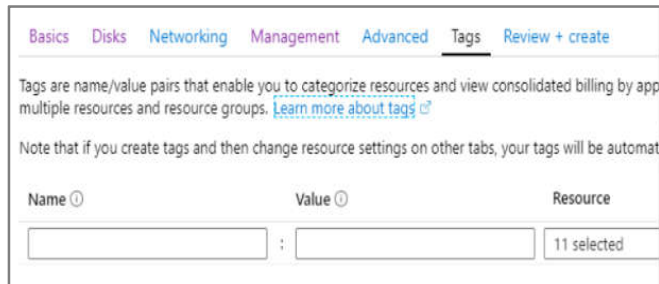 Basics Disks Networking Management Advanced Tags Review + create
Tags are name/value pairs that enable you to categorize resources and view consolidated billing by app
multiple resources and resource groups. Learn more about tags
Note that if you create tags and then change resource settings on other tabs, your tags will be automat
Name Value Resource
: 11 selected